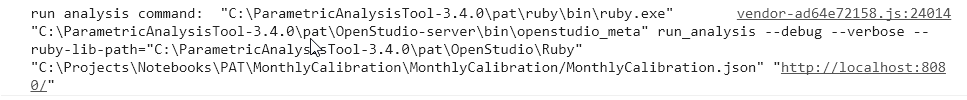 run analysis command:  "C:\ParametricAnalysisTool-3.4.0\pat\ruby\bin\ruby.exe" vendor-ad64e72158.js:24014
"C:\ParametricAnalysisTool-3.4.0\pat\OpenStudio-server\bin\openstudio_meta" run_analysis --debug --verbose --
ruby-lib-path="C:\ParametricAnalysisTool-3.4.0\pat\OpenStudio\Ruby"
"C:\Projects\Notebooks\PAT\MonthlyCalibration\MonthlyCalibration/MonthlyCalibration.json" "http://localhost:808
0/"